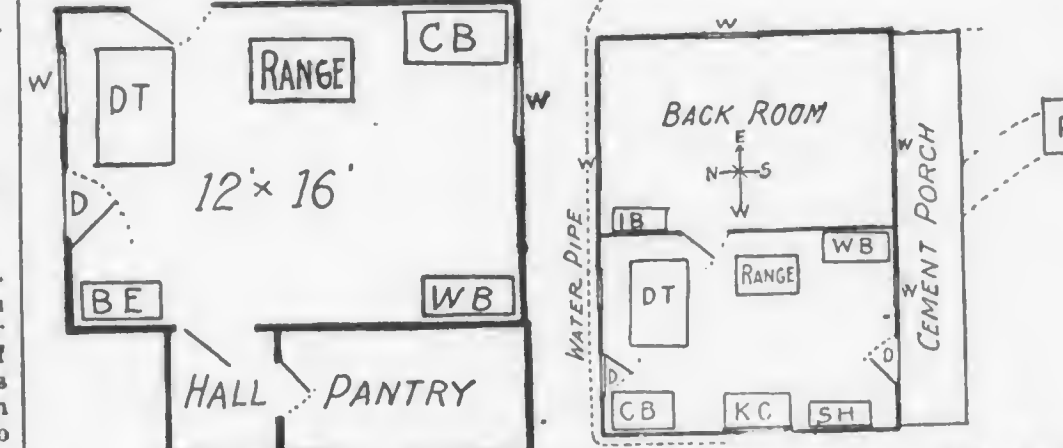 CB
RANGE
W
DT
W
12' × 16'
D
BE
WB
HALL
PANTRY
W
BACK ROOM
E
N S
W
W
W
CEMENT PORCH
WATER PIPE
IB
WB
RANGE
DT
W
D
D
CB
KC
SH